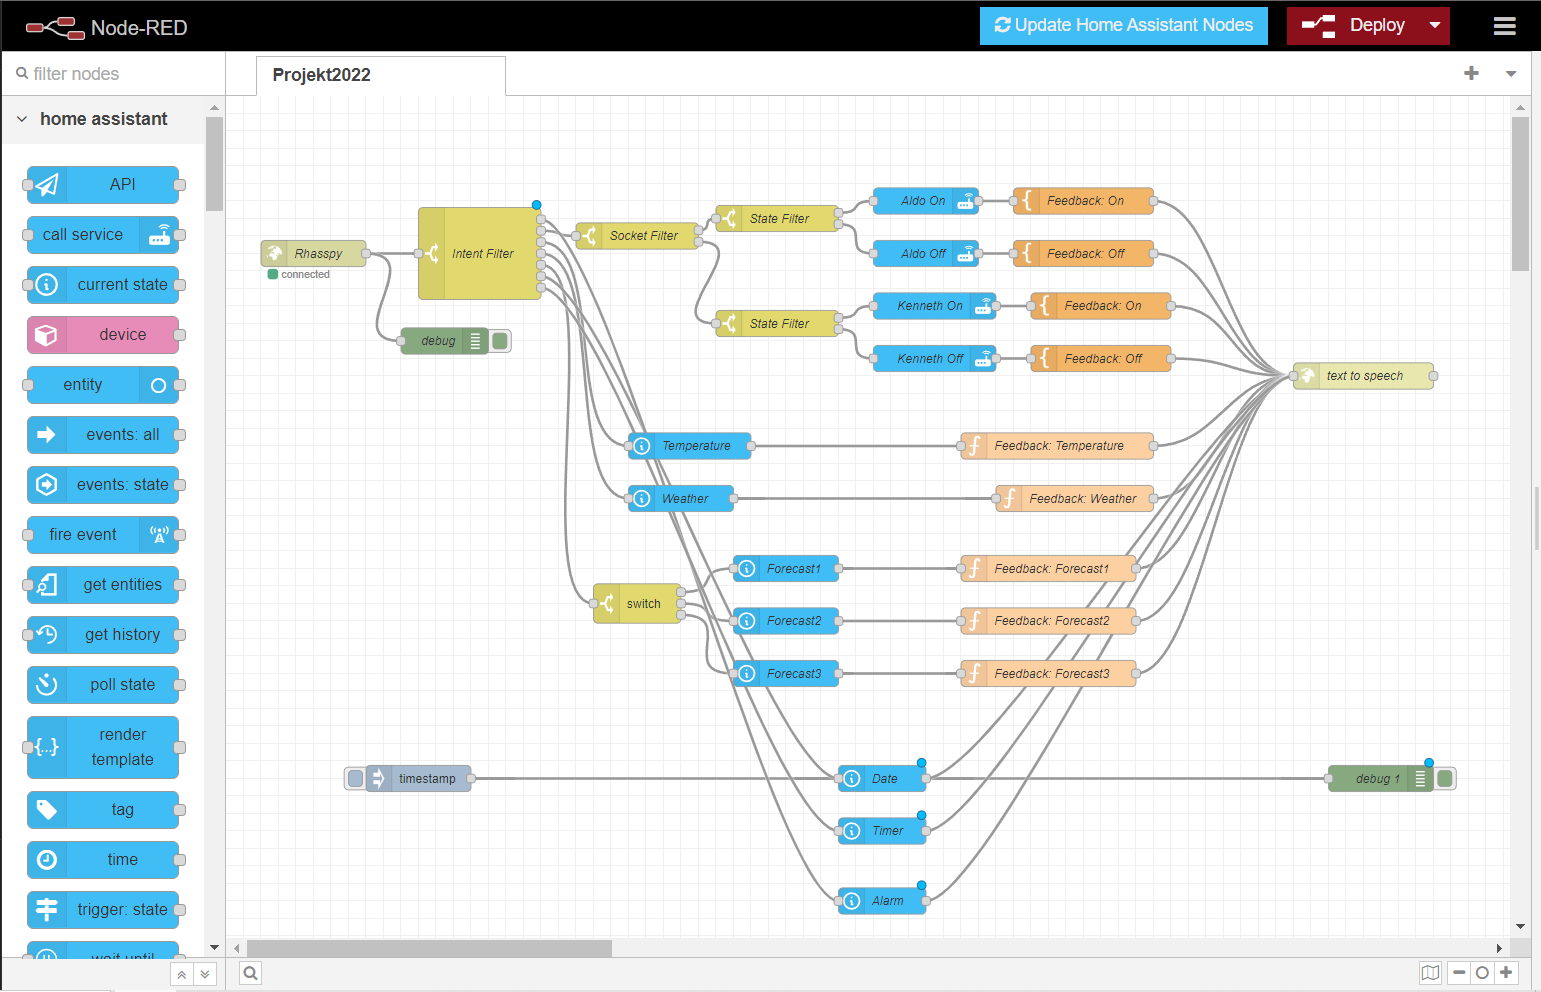 Node-RED
Update Home Assistant Nodes
Deploy
filter nodes
Projekt2022
home assistant
API
call service
current state
device
entity
events: all
events: state
fire event
get entities
get history
poll state
render
template
tag
time
trigger: state
wait until
Rhasspy
connected
Intent Filter
debug
Socket Filter
State Filter
State Filter
Aldo On
Feedback: On
Aldo Off
Feedback: Off
Kenneth On
Feedback: On
Kenneth Off
Feedback: Off
text to speech
Temperature
Feedback: Temperature
Weather
Feedback: Weather
switch
Forecast1
Feedback: Forecast1
Forecast2
Feedback: Forecast2
Forecast3
Feedback: Forecast3
timestamp
Date
debug 1
Timer
Alarm